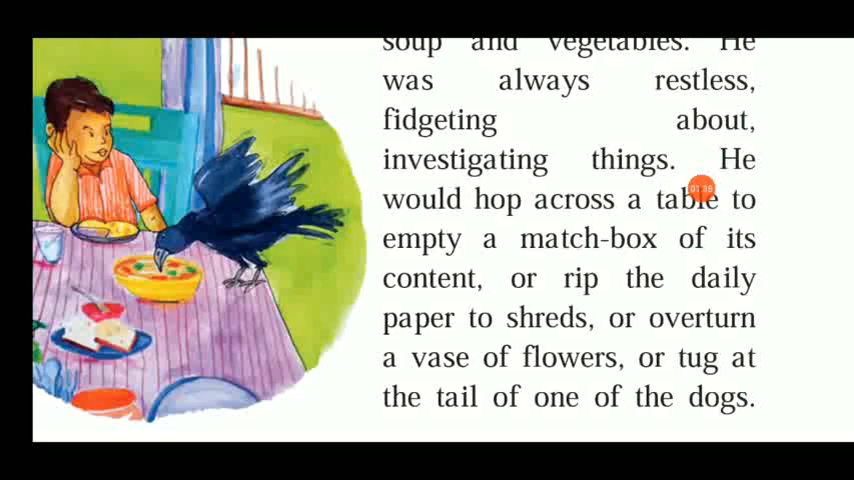 soup and vegetables. He
was always restless,
fidgeting about,
investigating things. He
would hop across a table to
empty a match-box of its
content, or rip the daily
paper to shreds, or overturn
a vase of flowers, or tug at
the tail of one of the dogs.
01:36